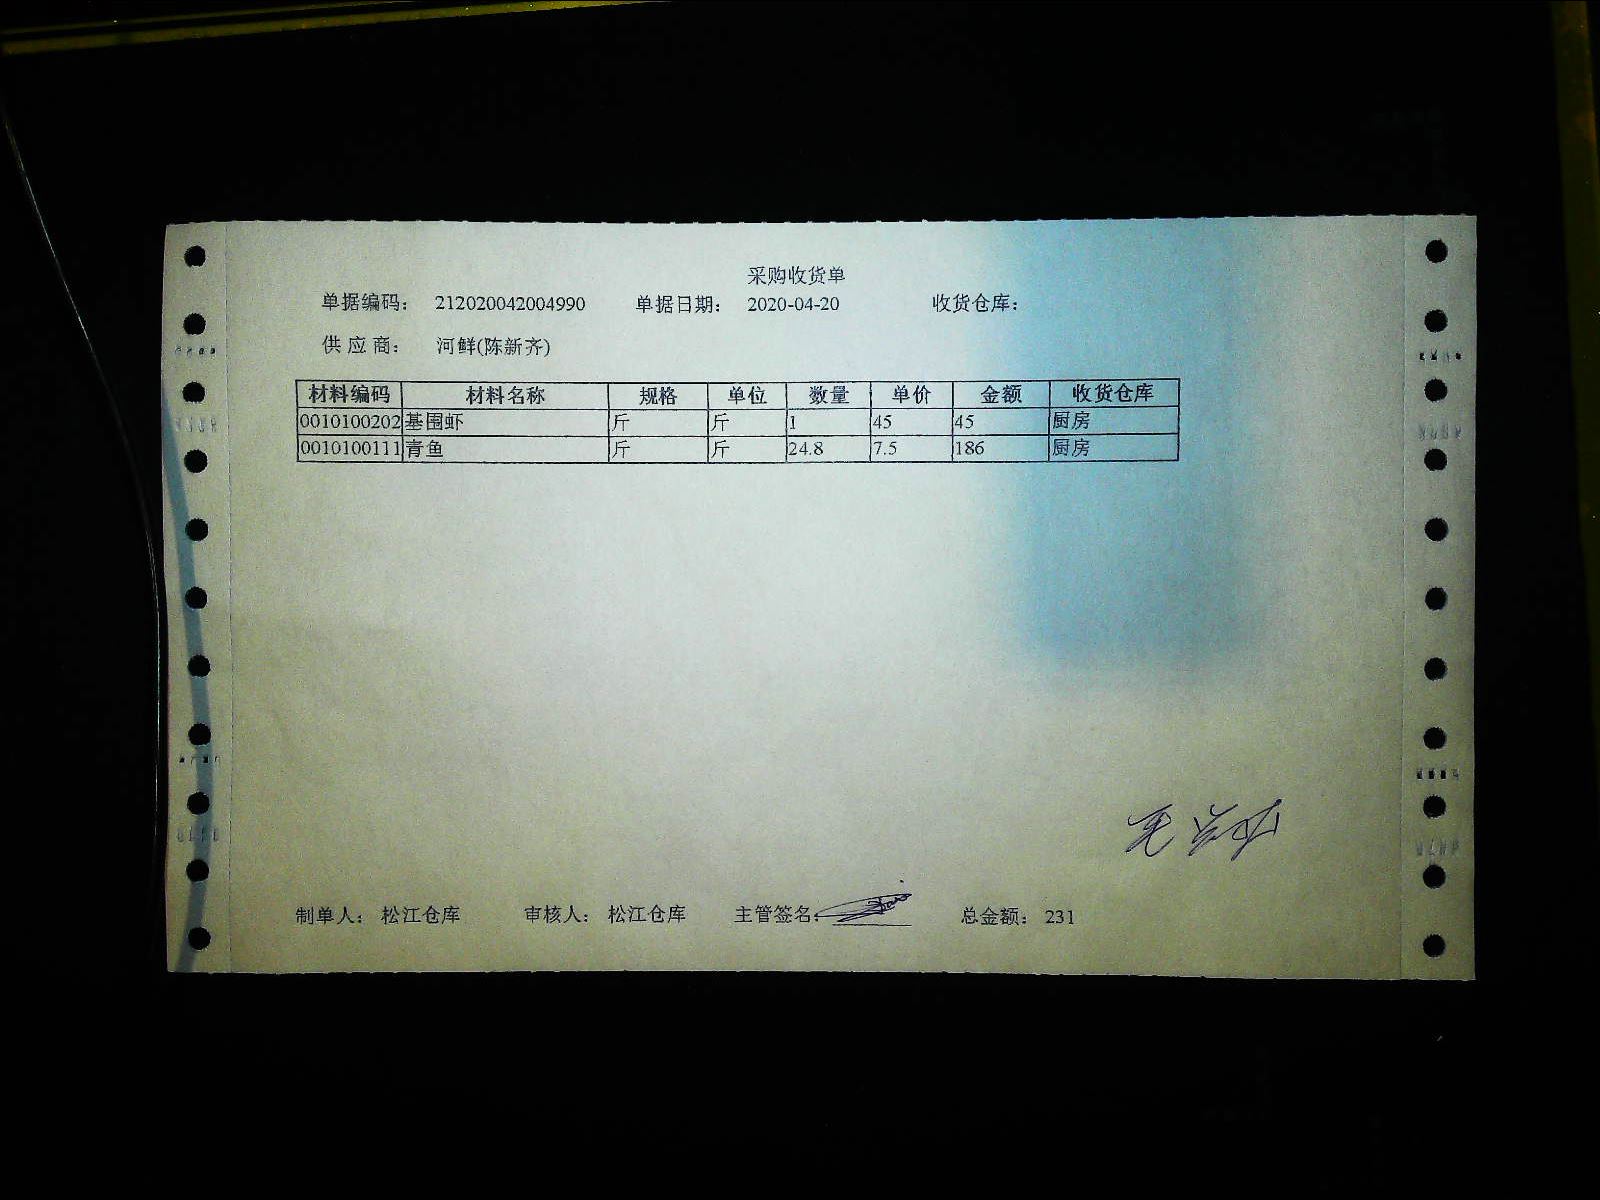 采购收货单
单据编码： 212020042004990 单据日期： 2020-04-20 收货仓库：
供 应 商： 河鲜(陈新齐)
材料编码 材料名称 规格 单位 数量 单价 金额 收货仓库
0010100202 基围虾 斤 斤 1 45 45 厨房
0010100111 青鱼 斤 斤 24.8 7.5 186 厨房
制单人： 松江仓库 审核人： 松江仓库 主管签名： 总金额： 231